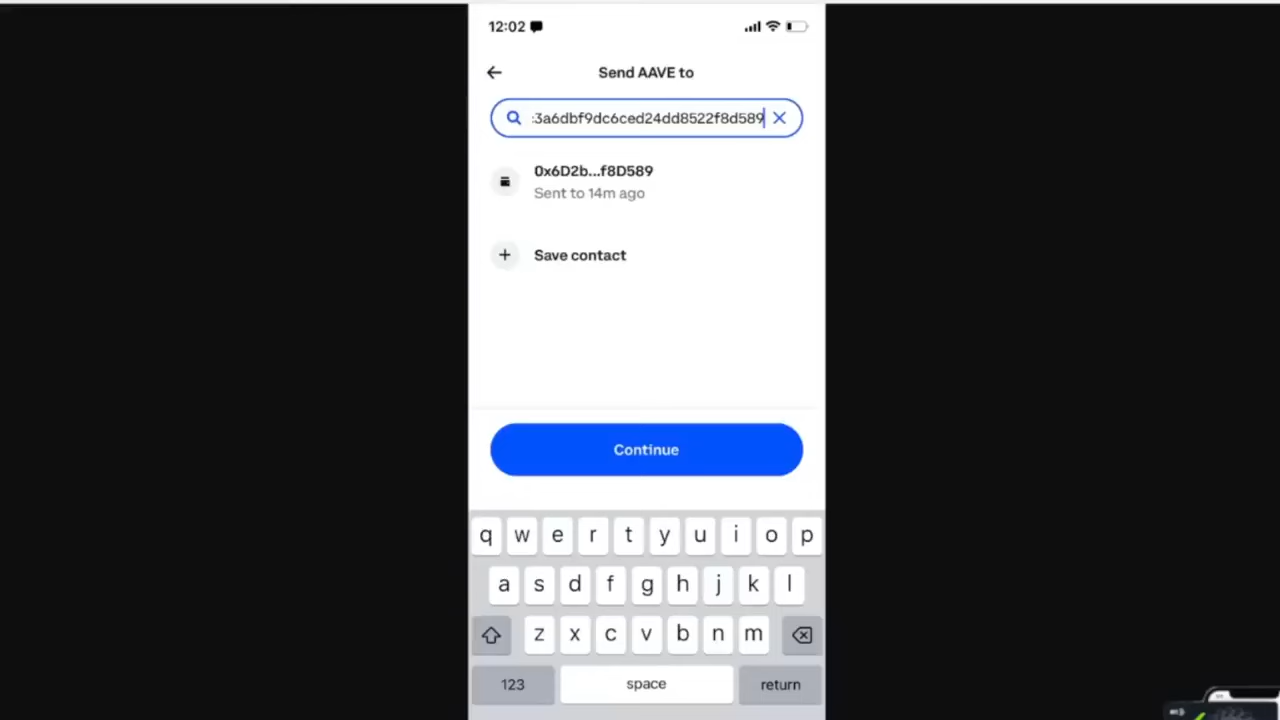 12:02
Send AAVE to
:3a6dbf9dc6ced24dd8522f8d589
0x6D2b...f8D589
Sent to 14m ago
Save contact
Continue
q w e r t y u i o p
a s d f g h j k l
z x c v b n m
123 space return